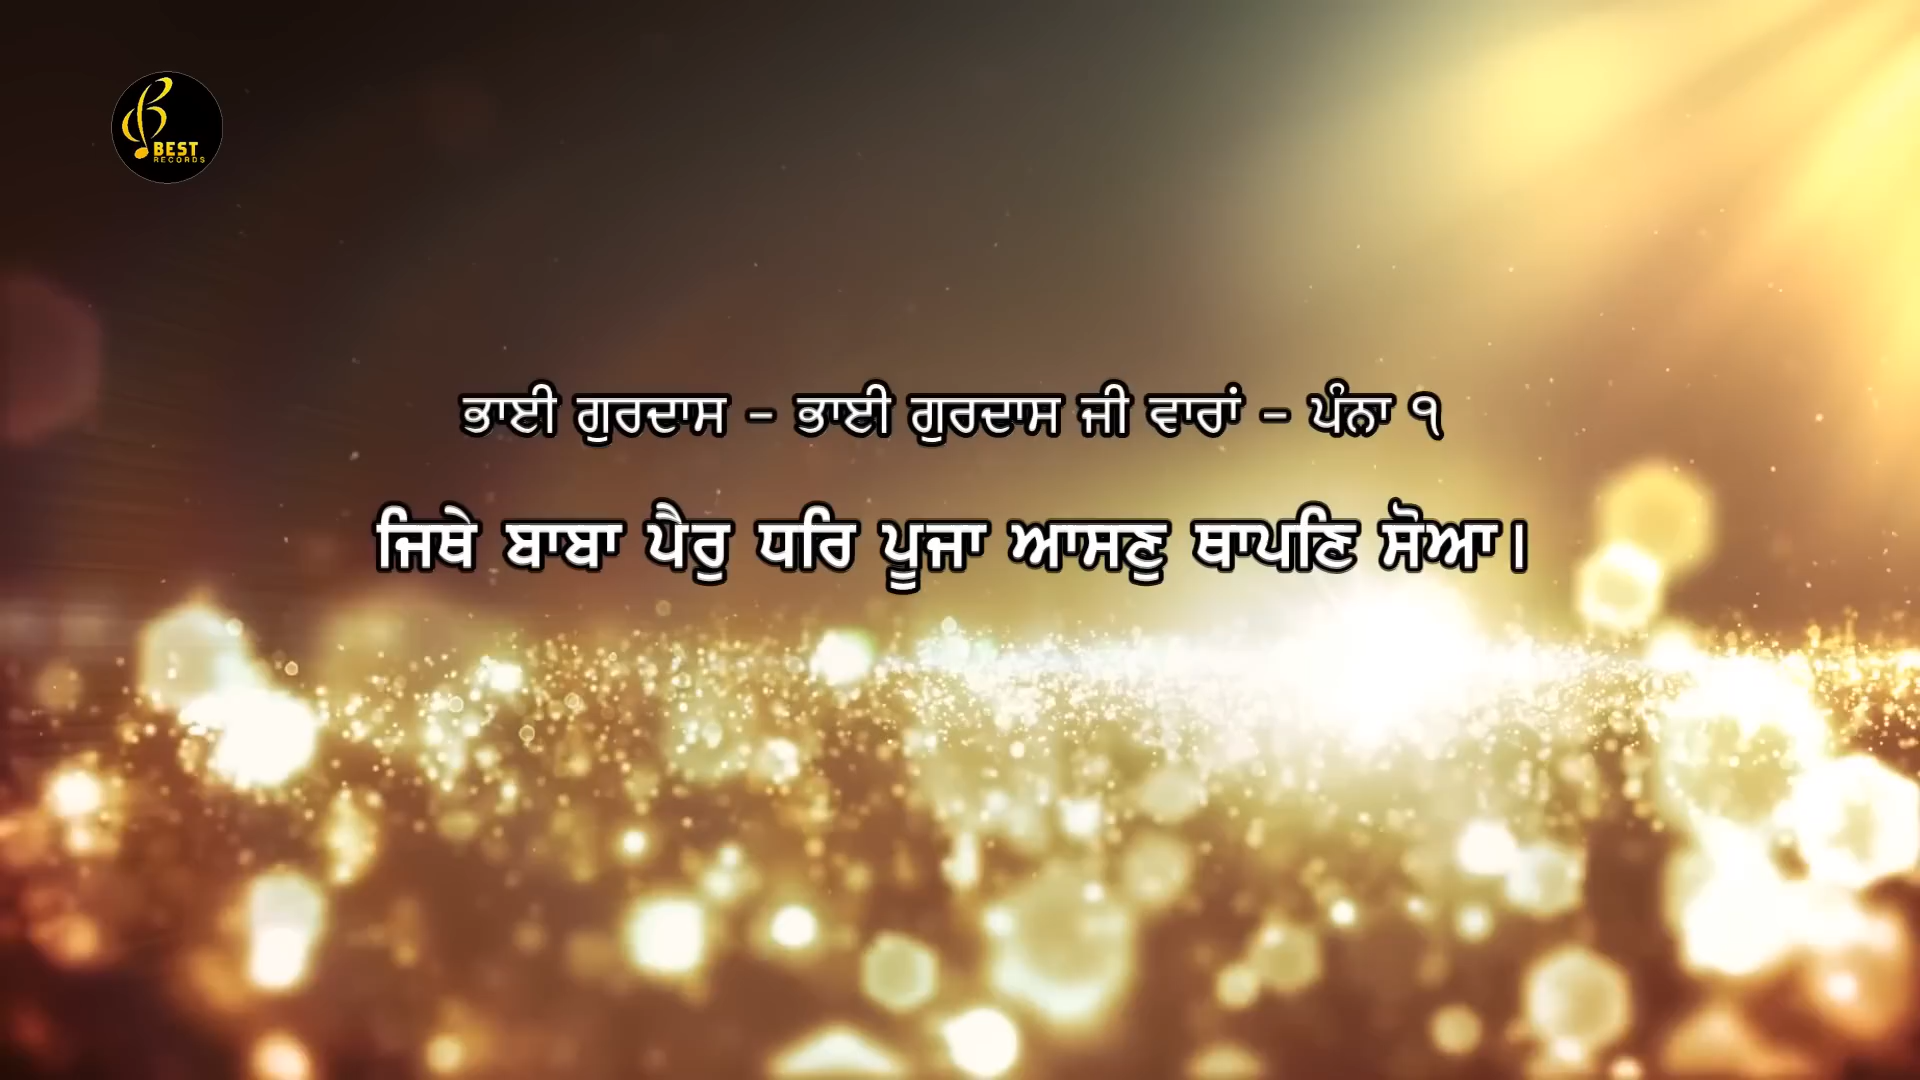 BEST
RECORDS
ਭਾਈ ਗੁਰਦਾਸ - ਭਾਈ ਗੁਰਦਾਸ ਜੀ ਵਾਰਾਂ - ਪੰਨਾ ੧
ਜਿਥੇ ਬਾਬਾ ਪੈਰੁ ਧਰਿ ਪੂਜਾ ਆਸਣੁ ਥਾਪਣਿ ਸੋਆ।